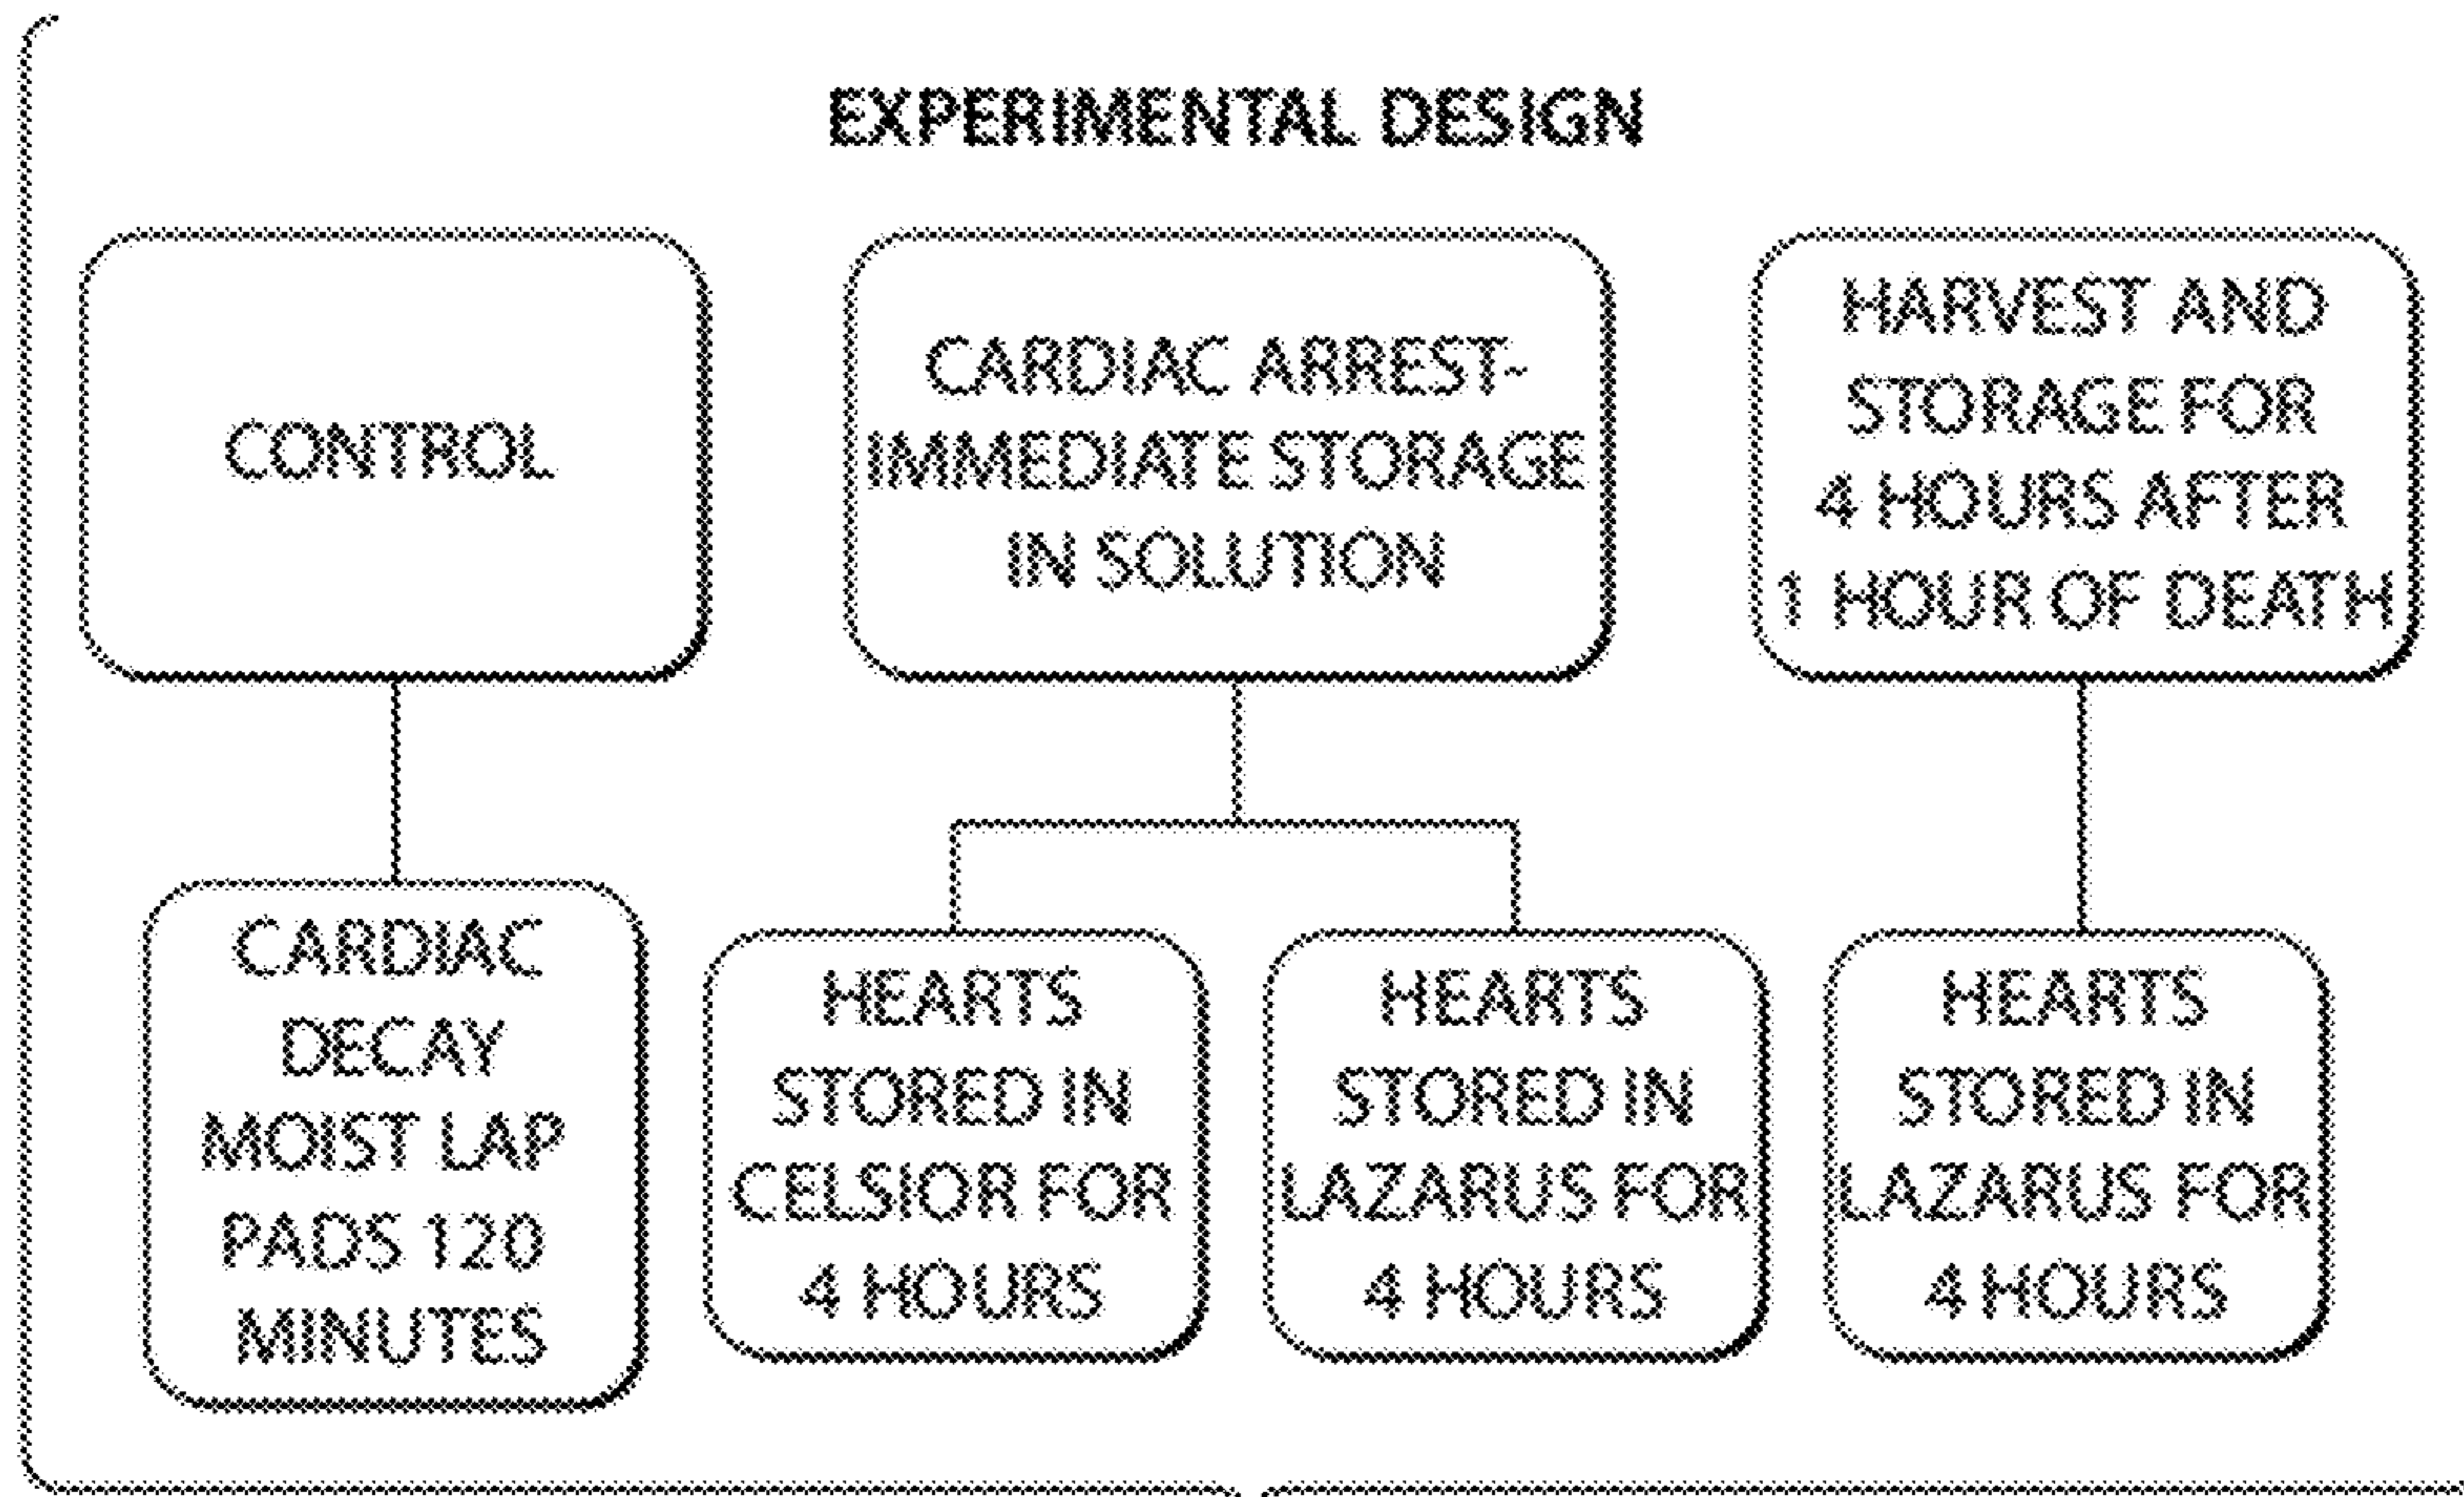 EXPERIMENTAL DESIGN
CONTROL
CARDIAC ARREST-
IMMEDIATE STORAGE
IN SOLUTION
HARVEST AND
STORAGE FOR
4 HOURS AFTER
1 HOUR OF DEATH
CARDIAC
DECAY
MOIST LAP
PADS 120
MINUTES
HEARTS
STORED IN
CELSIOR FOR
4 HOURS
HEARTS
STORED IN
LAZARUS FOR
4 HOURS
HEARTS
STORED IN
LAZARUS FOR
4 HOURS